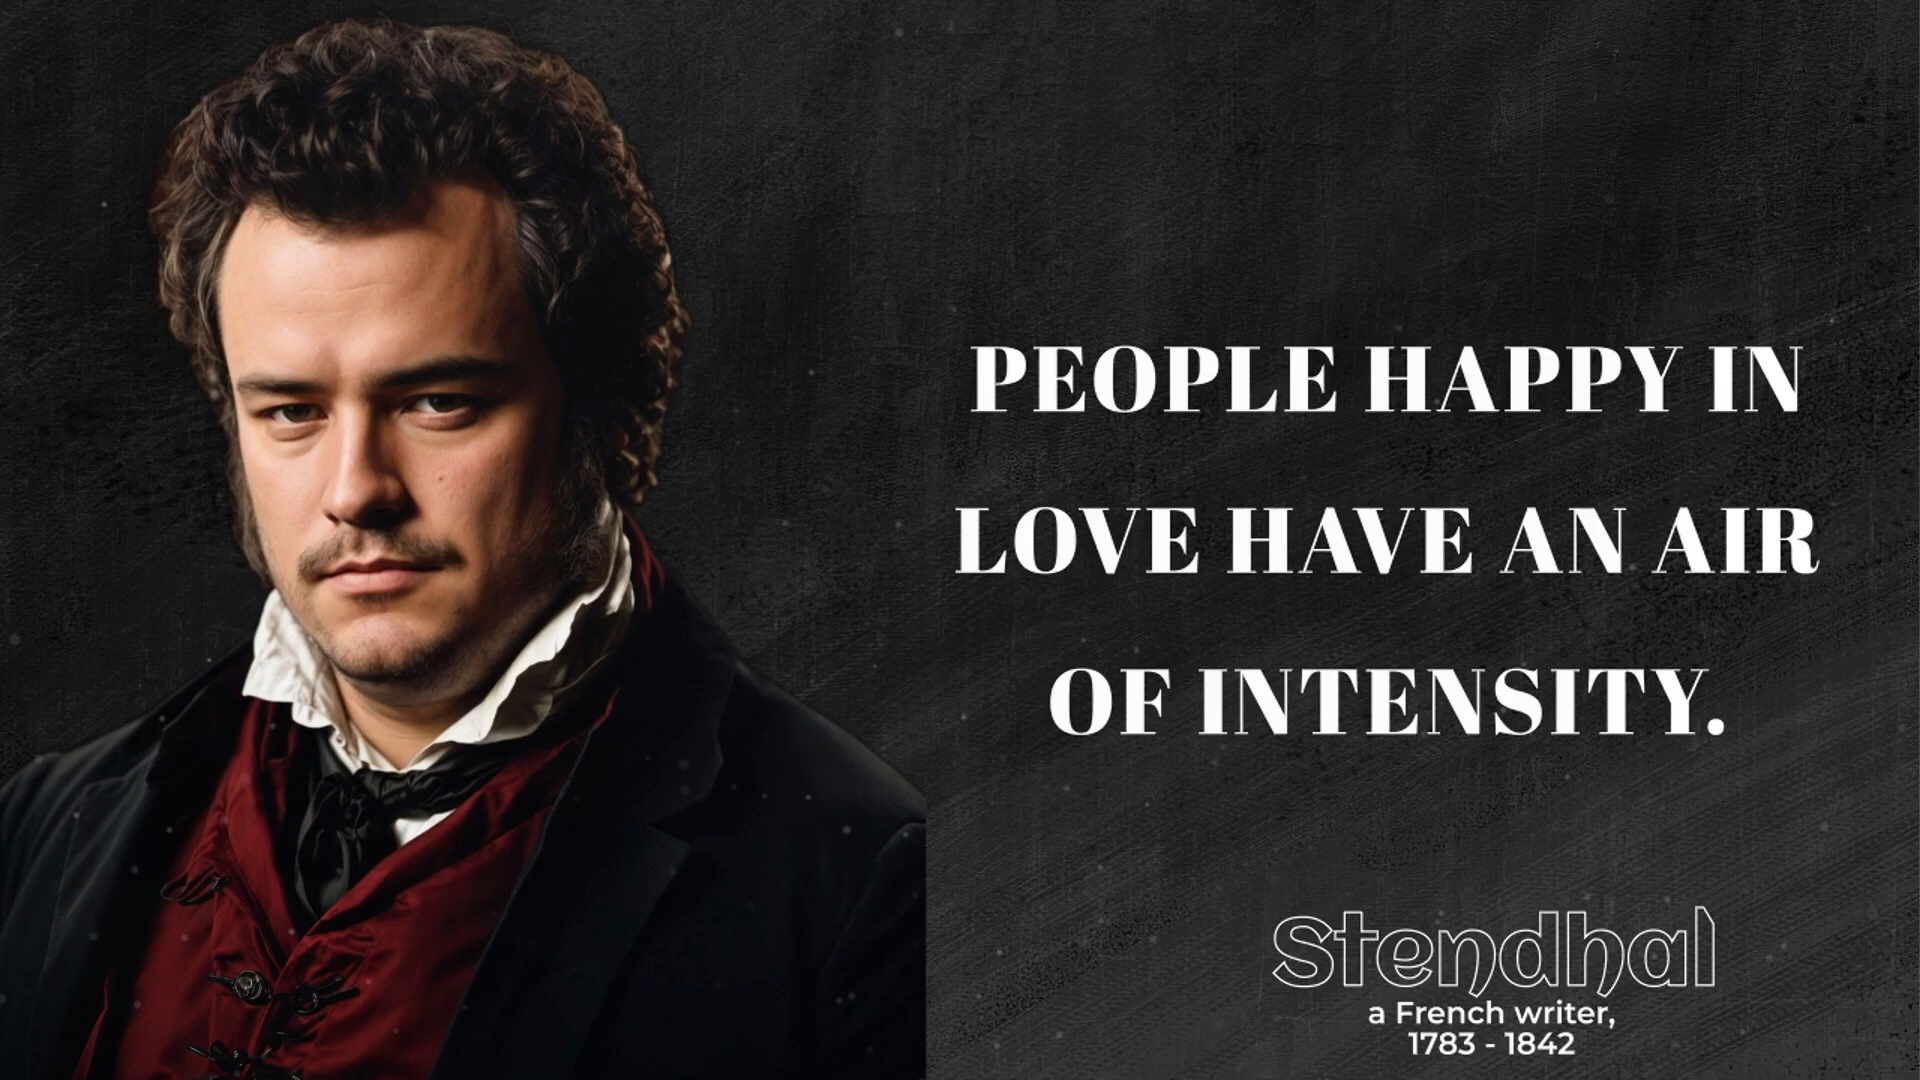 PEOPLE HAPPY IN
LOVE HAVE AN AIR
OF INTENSITY.
Stendhal
a French writer,
1783 - 1842